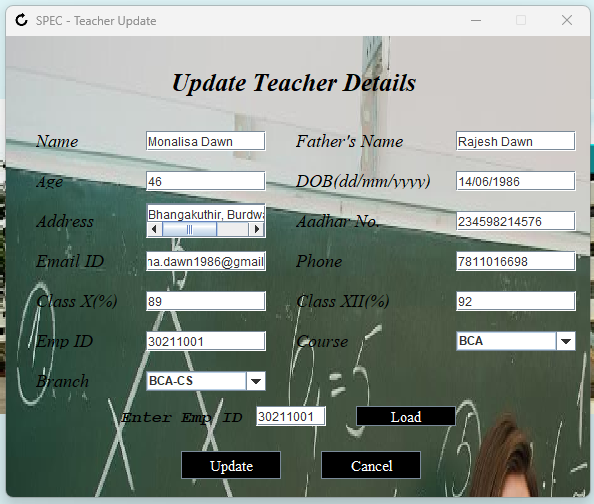 SPEC - Teacher Update
Update Teacher Details
Name Monalisa Dawn Father's Name Rajesh Dawn
Age 46 DOB(dd/mm/yyyy) 14/06/1986
Address Bhangakuthir, Burdwa Aadhar No. 234598214576
Email ID na.dawn1986@gmail Phone 7811016698
Class X(%) 89 Class XII(%) 92
Emp ID 30211001 Course BCA
Branch BCA-CS
Enter Emp ID 30211001 Load
Update Cancel